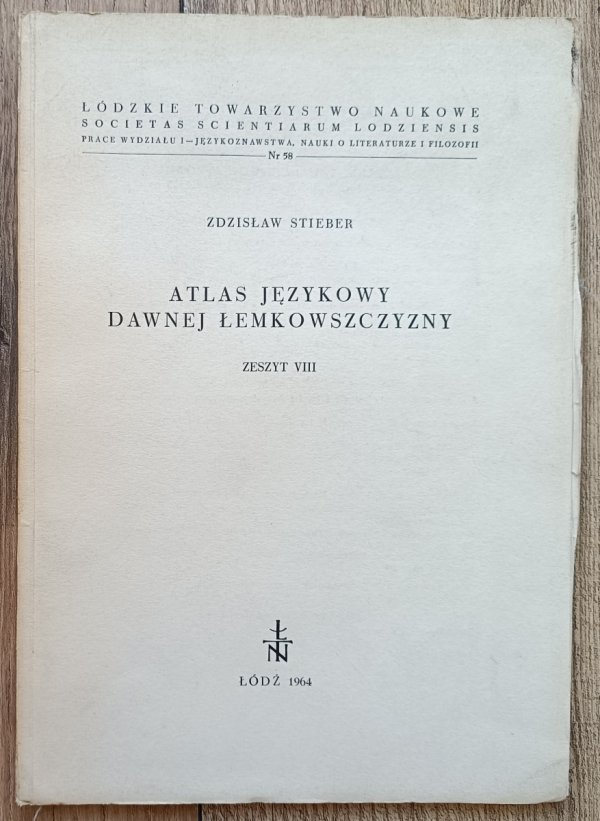 ŁÓDZKIE TOWARZYSTWO NAUKOWE
SOCIETAS SCIENTIARUM LODZIENSIS
PRACE WYDZIAŁU I—JĘZYKOZNAWSTWA, NAUKI O LITERATURZE I FILOZOFII
Nr 58
ZDZISŁAW STIEBER
ATLAS JĘZYKOWY
DAWNEJ ŁEMKOWSZCZYZNY
ZESZYT VIII
ŁTN
ŁÓDŹ 1964